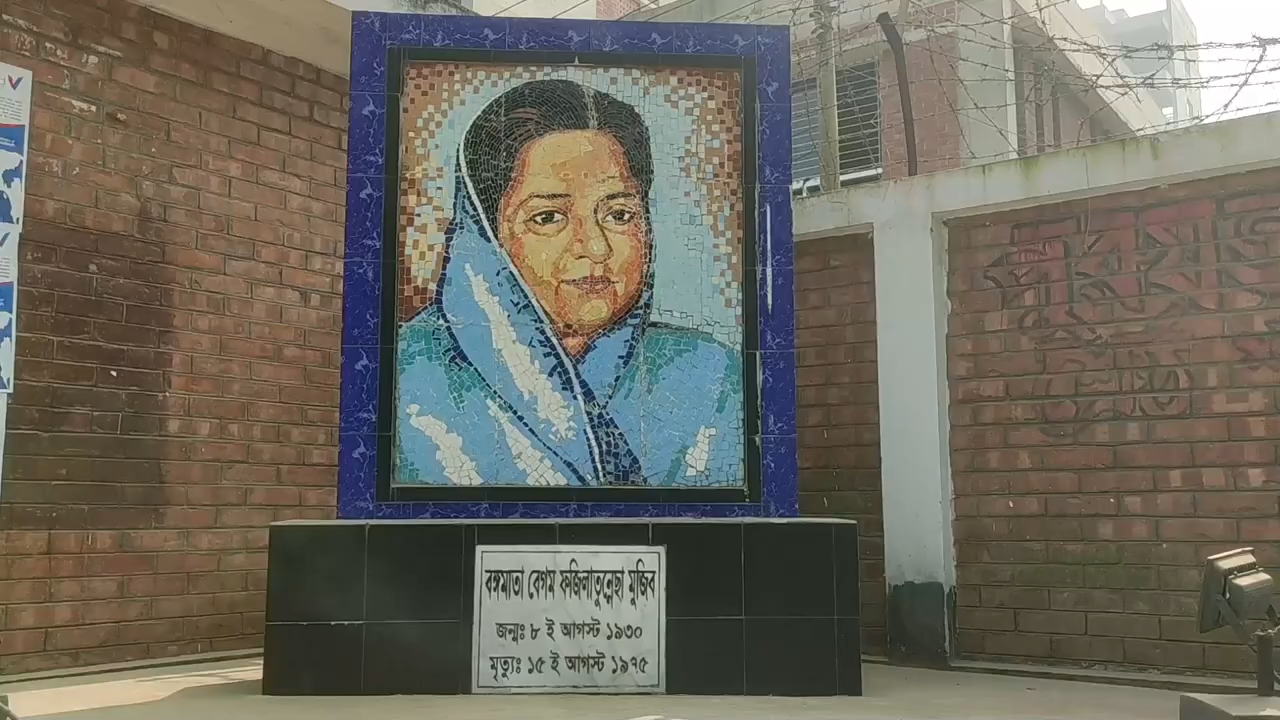 বঙ্গমাতা বেগম ফজিলাতুন্নেছা মুজিব
জন্মঃ ৮ ই আগস্ট ১৯৩০
মৃত্যুঃ ১৫ ই আগস্ট ১৯৭৫